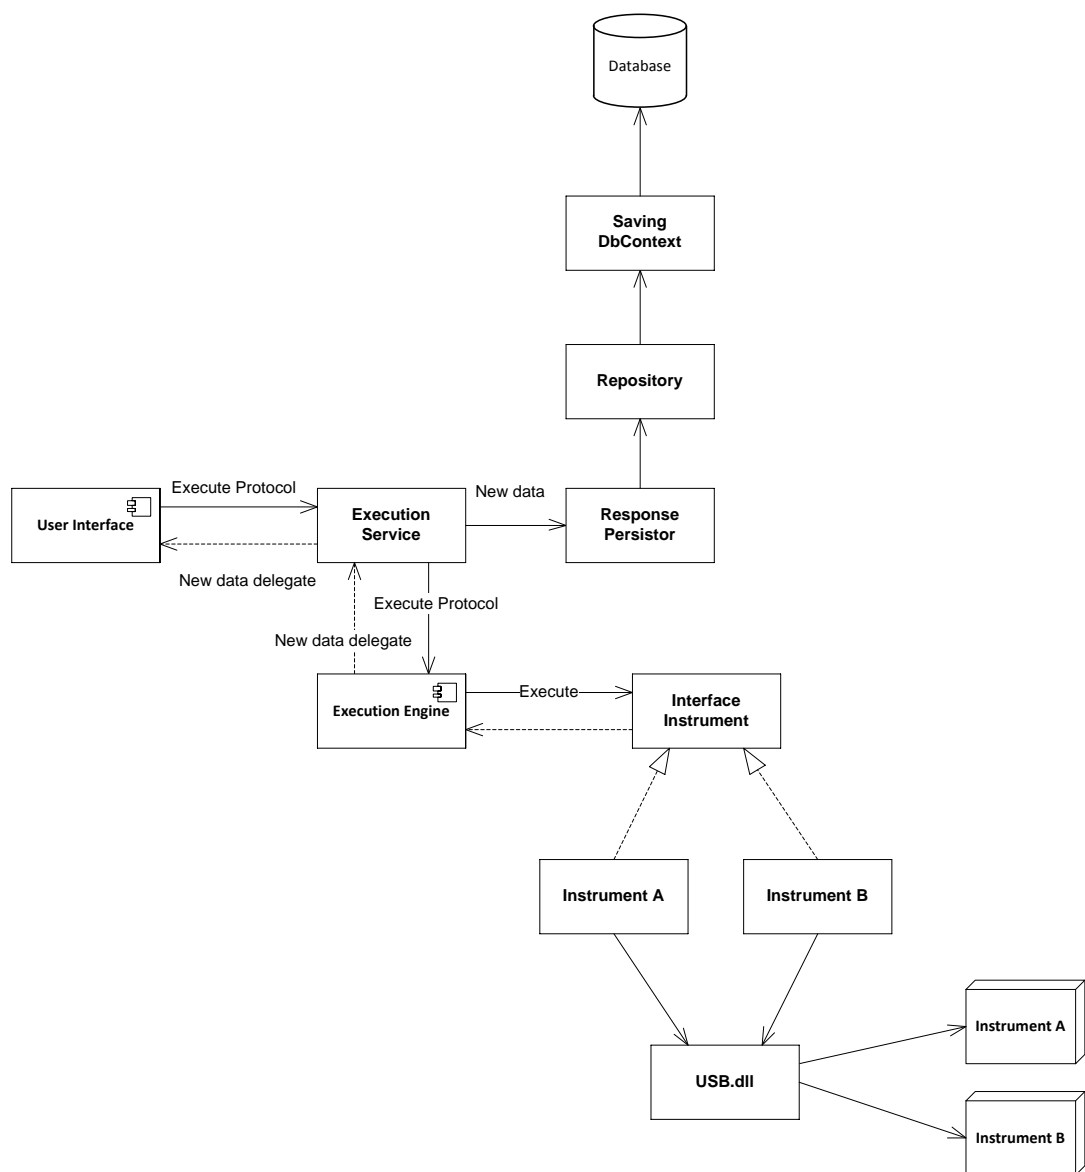 Database
Saving
DbContext
Repository
Execute Protocol
New data
User Interface
Execution
Service
Response
Persistor
New data delegate
Execute Protocol
New data delegate
Execution Engine
Execute
Interface
Instrument
Instrument A
Instrument B
Instrument A
USB.dll
Instrument B